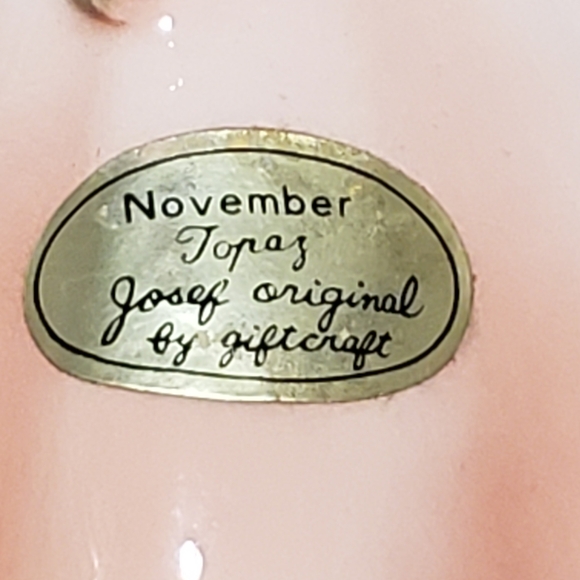 November
Topaz
Josef original
by giftcraft